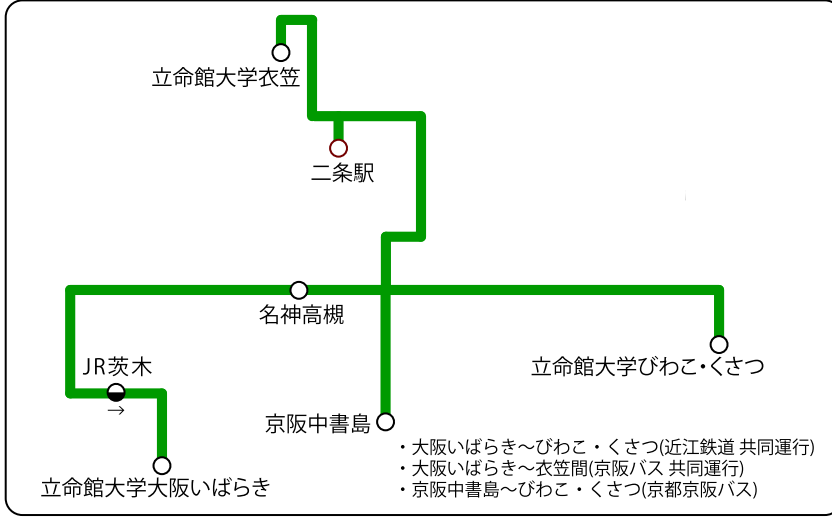 立命館大学衣笠
二条駅
名神高槻
JR茨木
→
立命館大学びわこ・くさつ
京阪中書島
立命館大学大阪いばらき
・大阪いばらき～びわこ・くさつ(近江鉄道 共同運行)
・大阪いばらき～衣笠間(京阪バス 共同運行)
・京阪中書島～びわこ・くさつ(京都京阪バス)